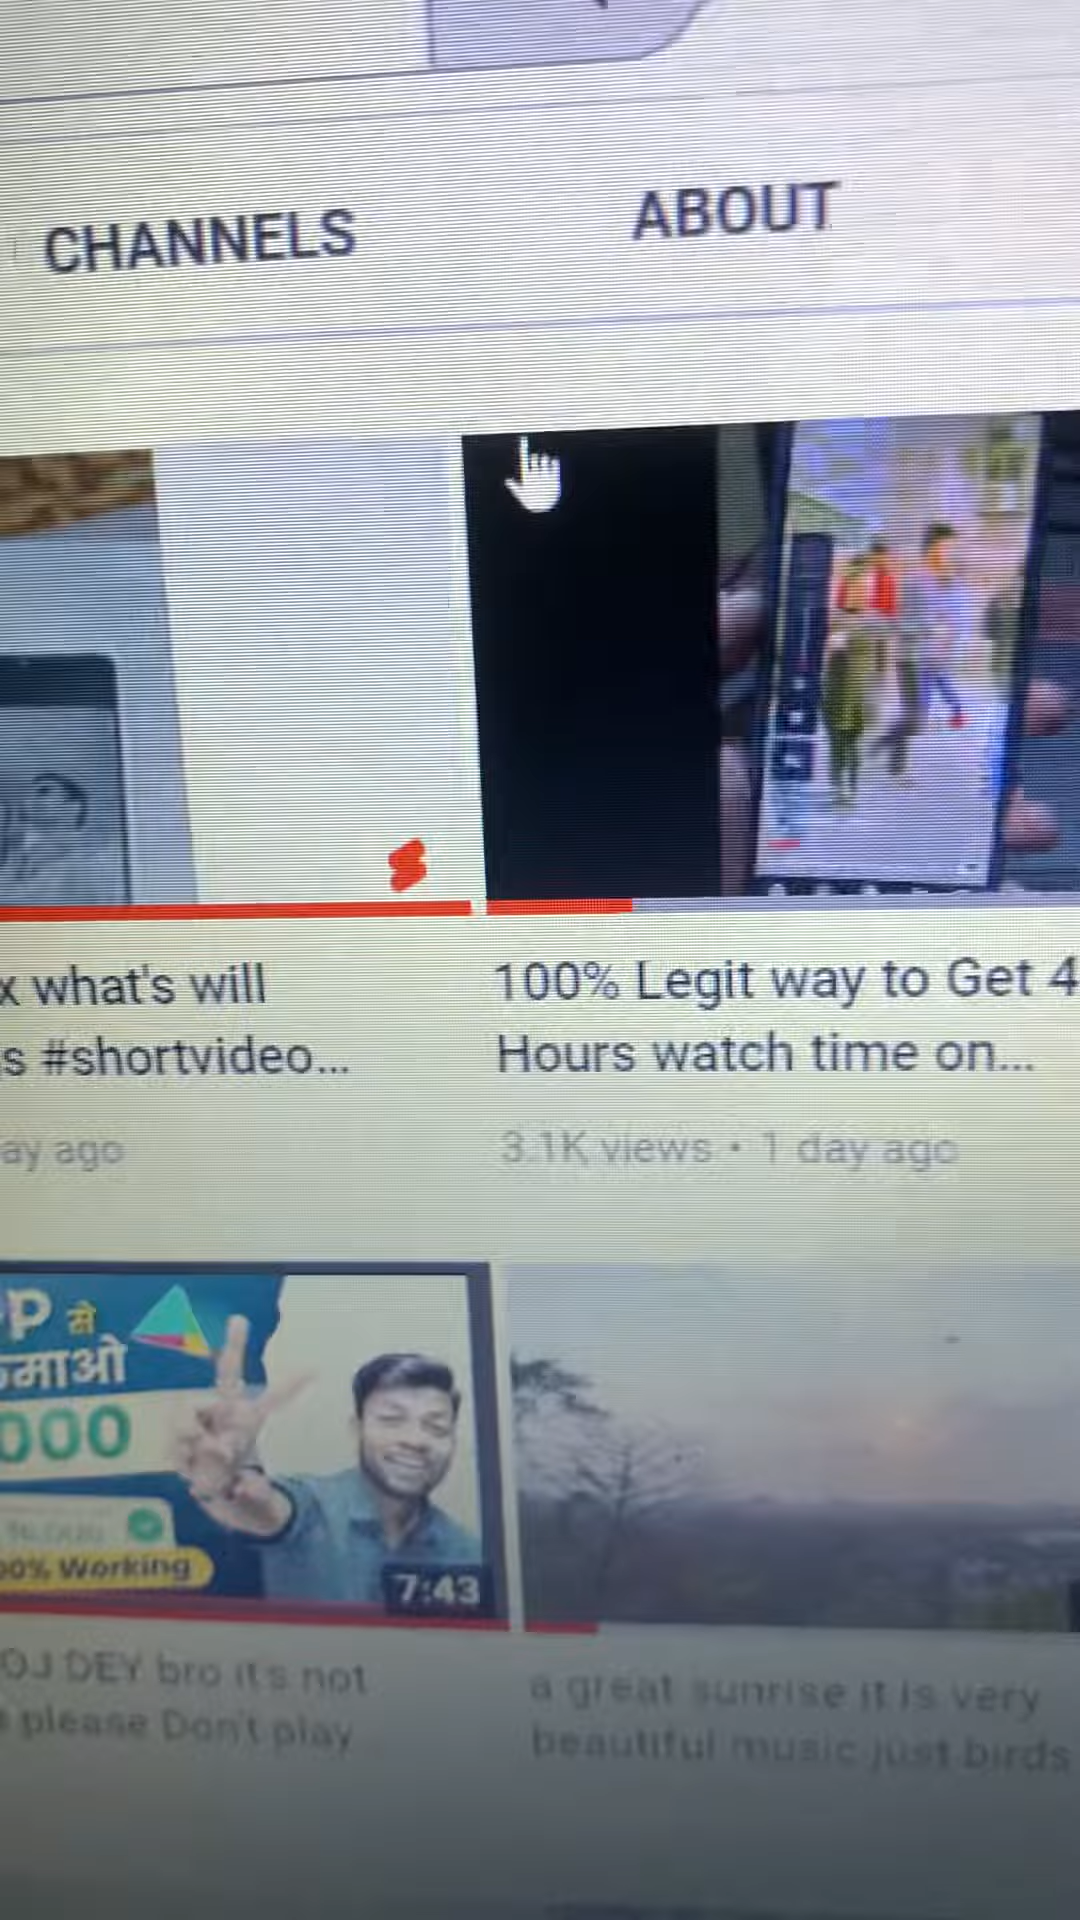 CHANNELS
ABOUT
x what's will
s #shortvideo...
ay ago
100% Legit way to Get 4
Hours watch time on...
3.1K views • 1 day ago
P से
कमाओ
000
00% Working
7:43
OJ DEY bro it's not
please Don't play
a great sunrise it is very
beautiful music just birds